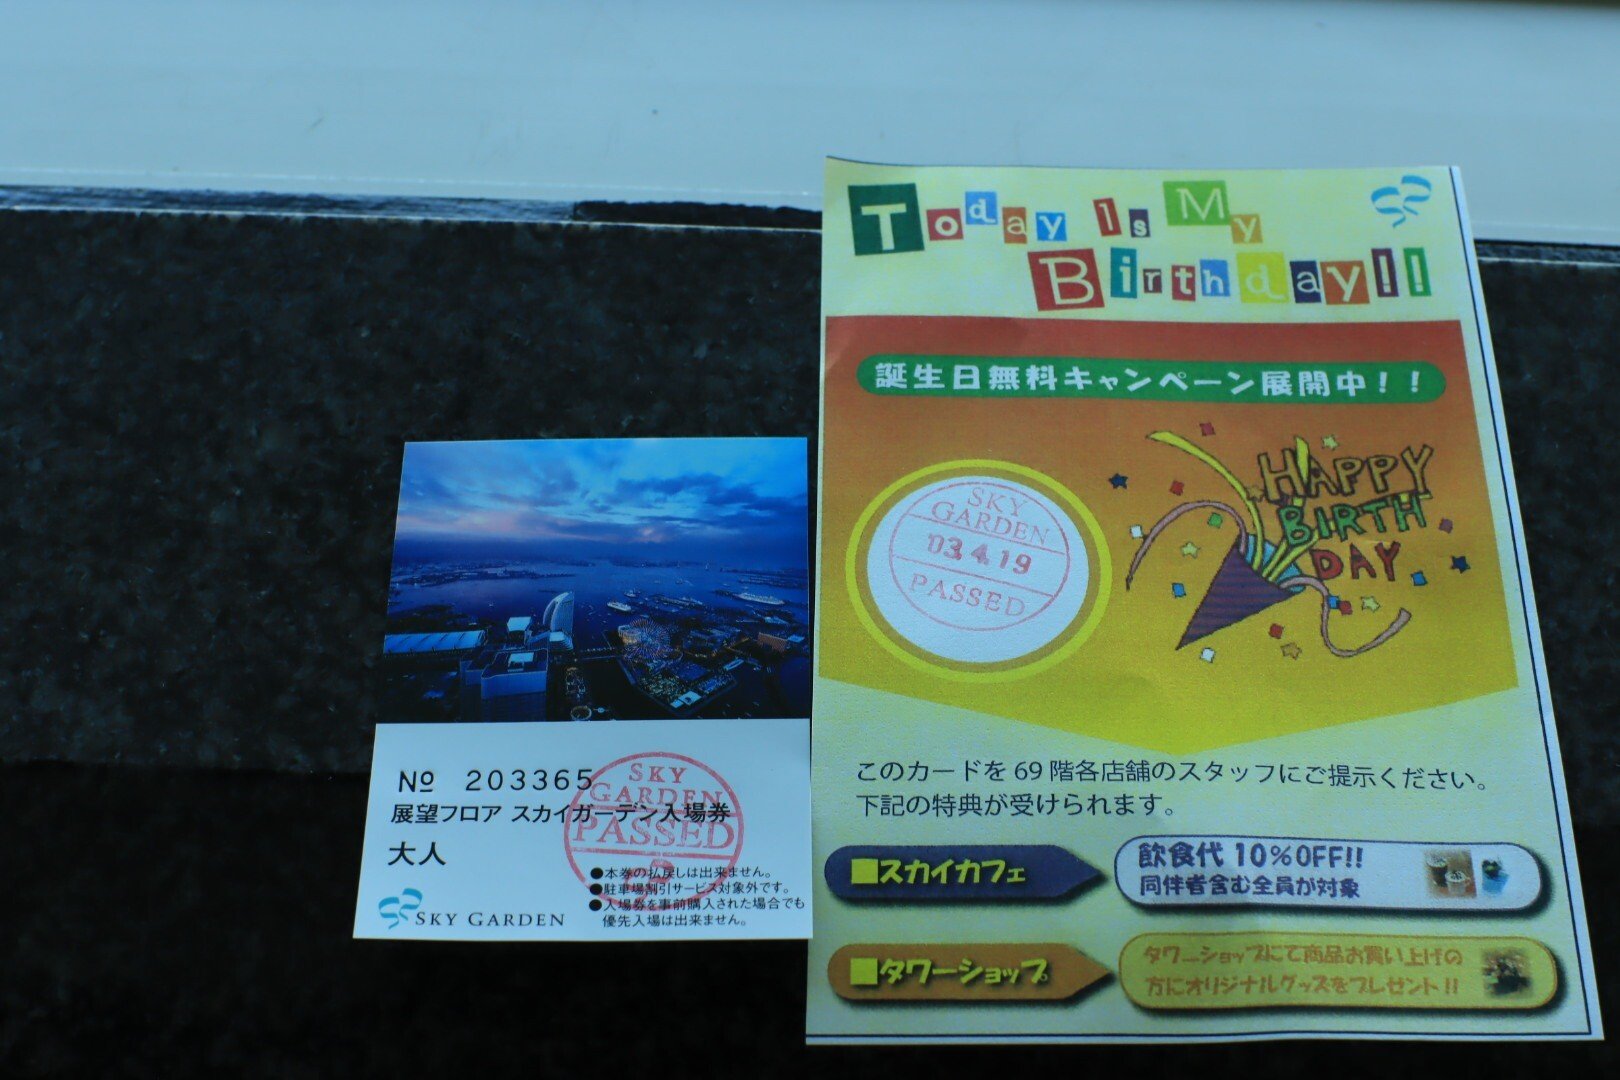 Today Is My
Birthday!!
誕生日無料キャンペーン展開中!!
SKY
GARDEN
03.4.19
PASSED
HAPPY
BIRTH
DAY
このカードを 69 階各店舗のスタッフにご提示ください。
下記の特典が受けられます。
■スカイカフェ
飲食代 10%OFF!!
同伴者含む全員が対象
■タワーショップ
タワーショップにて商品お買い上げの
方にオリジナルグッズをプレゼント!!
№ 203365
展望フロア スカイガーデン入場券
大人
SKY
GARDEN
PASSED
●本券の払戻しは出来ません。
●駐車場割引サービス対象外です。
●入場券を事前購入された場合でも
優先入場は出来ません。
SKY GARDEN